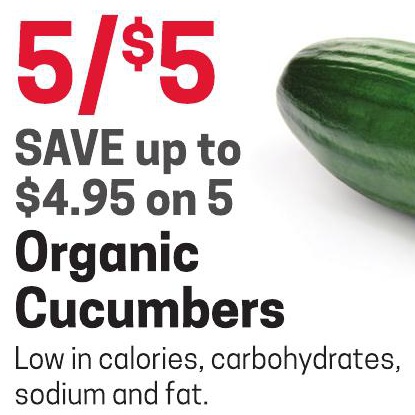 5/$5
SAVE up to
$4.95 on 5
Organic
Cucumbers
Low in calories, carbohydrates,
sodium and fat.